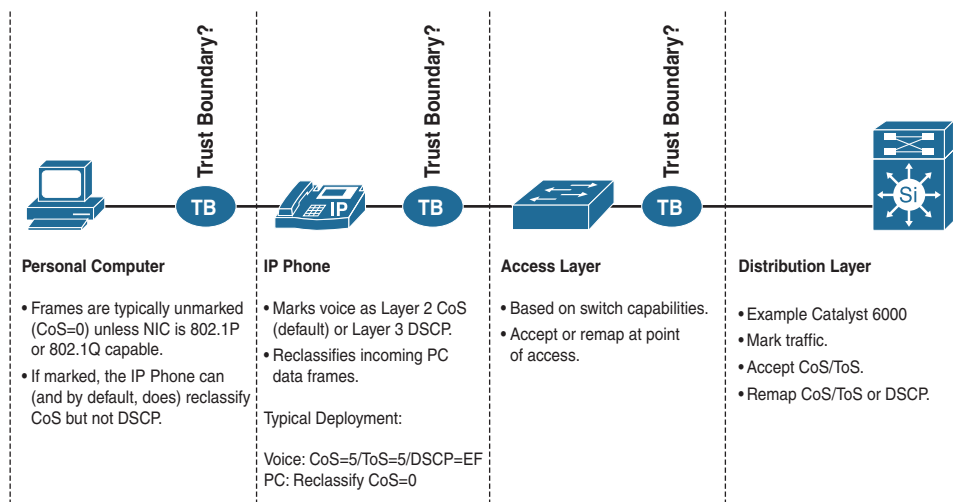 Trust Boundary?
Trust Boundary?
Trust Boundary?
TB
IP
TB
TB
Si
Personal Computer
• Frames are typically unmarked
(CoS=0) unless NIC is 802.1P
or 802.1Q capable.
• If marked, the IP Phone can
(and by default, does) reclassify
CoS but not DSCP.
IP Phone
• Marks voice as Layer 2 CoS
(default) or Layer 3 DSCP.
• Reclassifies incoming PC
data frames.
Typical Deployment:
Voice: CoS=5/ToS=5/DSCP=EF
PC: Reclassify CoS=0
Access Layer
• Based on switch capabilities.
• Accept or remap at point
of access.
Distribution Layer
• Example Catalyst 6000
• Mark traffic.
• Accept CoS/ToS.
• Remap CoS/ToS or DSCP.